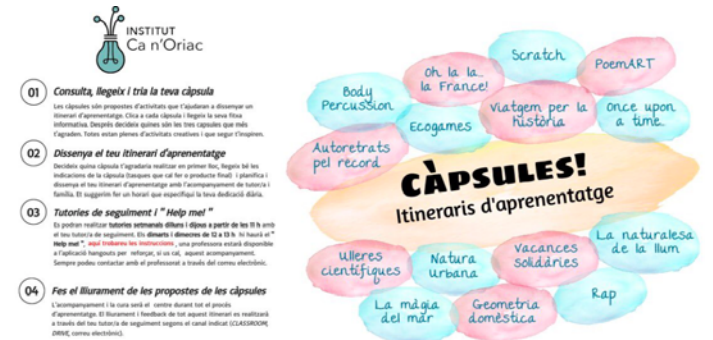 INSTITUT
Ca n'Oriac
01
Consulta, llegeix i tria la teva càpsula
Les càpsules són propostes d'activitats que t'ajudaran a dissenyar un
itinerari d'aprenentatge. Clica a cada càpsula i llegeix la seva fitxa
informativa. Després decideix quines són les tres capsules que més
t'agraden. Totes estan plenes d'activitats creatives i que segur t'inspiren.
02
Dissenya el teu itinerari d'aprenentatge
Decideix quina càpsula t'agradaria realitzar en primer lloc, llegeix bé les
indicacions de la càpsula (tasques que cal fer o producte final) i planifica i
dissenya el teu itinerari d'aprenentatge amb l'acompanyament de tutor/a i
família. Et suggerim fer un horari que especifiqui la teva dedicació diària.
03
Tutories de seguiment i " Help me! "
Es podran realitzar tutories setmanals dilluns i dijous a partir de les 11 h amb
el teu tutor/a de seguiment. Els dimarts i dimecres de 12 a 13 h hi haurà el "
Help me! ", aquí trobareu les instruccions , una professora estarà disponible
a l'aplicació hangouts per reforçar, si us cal, aquest acompanyament.
Sempre podeu contactar amb el professorat a través del correu electrònic.
04
Fes el lliurament de les propostes de les càpsules
L'acompanyament i la cura serà el centre durant tot el procés
d'aprenentatge. El lliurament i feedback de tot aquest itinerari es realitzarà
a través del teu tutor/a de seguiment segons el canal indicat (CLASSROOM,
DRIVE, correu electrònic).
Scratch
PoemART
Oh la la...
la France!
Body
Percussion
Viatgem per la
història
Once upon
a time...
Ecogames
Autoretrats
pel record
CÀPSULES!
Itineraris d'aprenentatge
La naturalesa
de la llum
Ulleres
científiques
Natura
urbana
Vacances
solidàries
La màgia
del mar
Geometria
domèstica
Rap